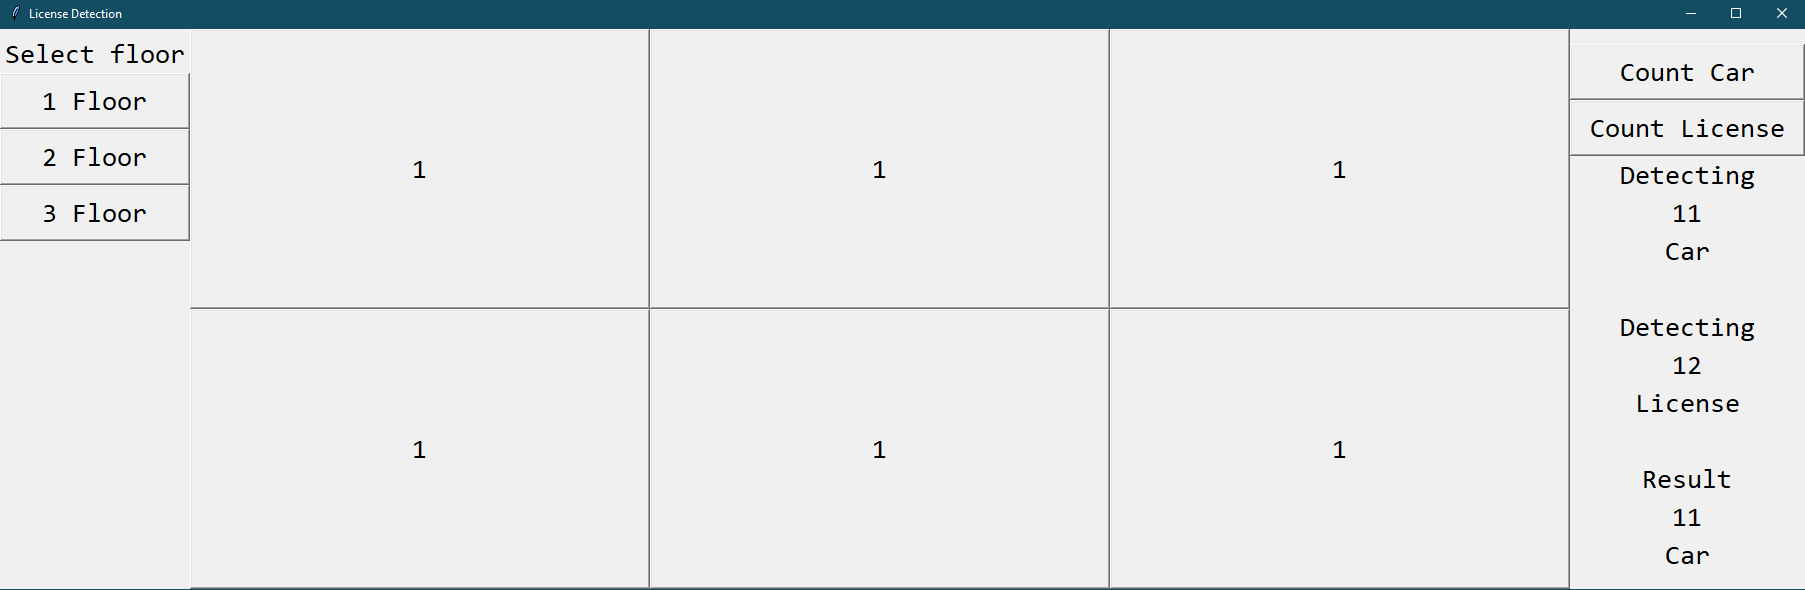 License Detection
Select floor
1 Floor
2 Floor
3 Floor
1
1
1
1
1
1
Count Car
Count License
Detecting
11
Car
Detecting
12
License
Result
11
Car